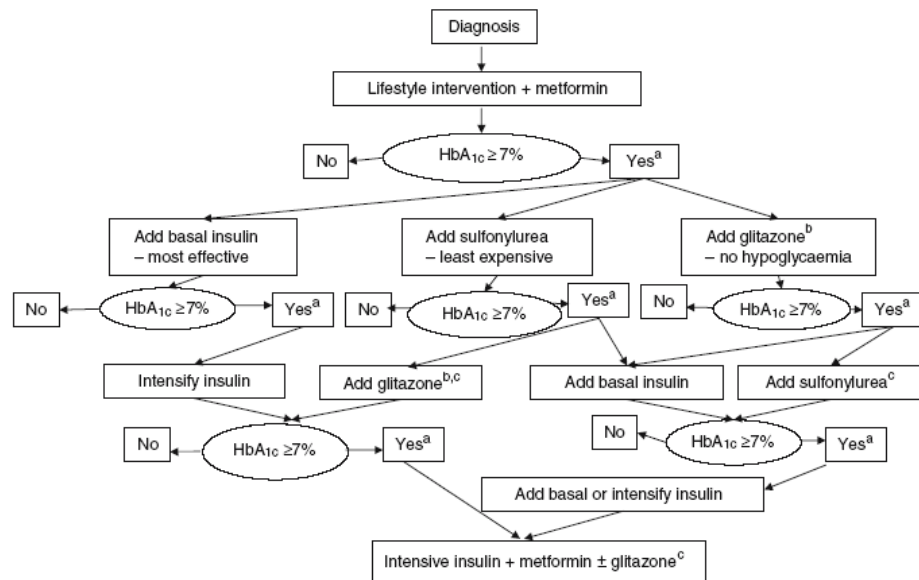 Diagnosis
Lifestyle intervention + metformin
No
HbA1c ≥ 7%
Yesa
Add basal insulin
– most effective
Add sulfonylurea
– least expensive
Add glitazoneb
– no hypoglycaemia
No
HbA1c ≥7%
Yesa
No
HbA1c ≥7%
Yesa
No
HbA1c ≥7%
Yesa
Intensify insulin
Add glitazoneb,c
Add basal insulin
Add sulfonylureac
No
HbA1c ≥7%
Yesa
No
HbA1c ≥7%
Yesa
Add basal or intensify insulin
Intensive insulin + metformin ± glitazonec